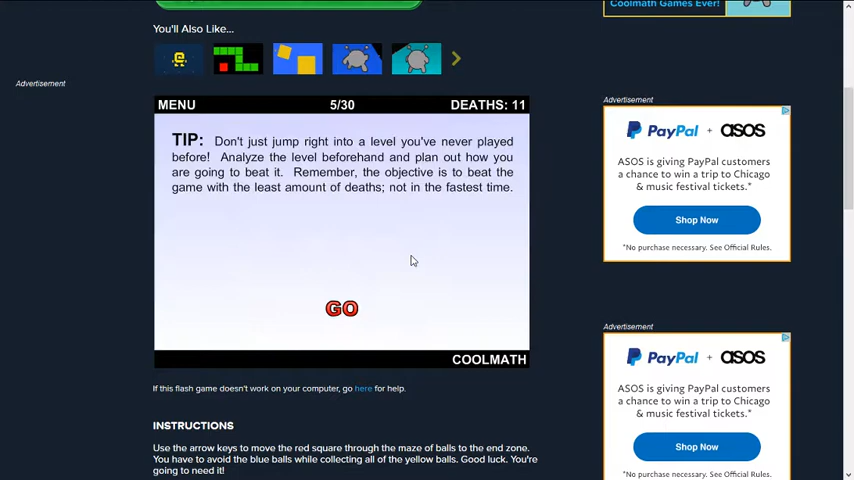 Coolmath Games Ever!
You'll Also Like...
Advertisement
MENU 5/30 DEATHS: 11
TIP: Don't just jump right into a level you've never played
before! Analyze the level beforehand and plan out how you
are going to beat it. Remember, the objective is to beat the
game with the least amount of deaths; not in the fastest time.
GO
COOLMATH
If this flash game doesn't work on your computer, go here for help.
INSTRUCTIONS
Use the arrow keys to move the red square through the maze of balls to the end zone.
You have to avoid the blue balls while collecting all of the yellow balls. Good luck. You're
going to need it!
Advertisement
PayPal + asos
ASOS is giving PayPal customers
a chance to win a trip to Chicago
& music festival tickets.*
Shop Now
*No purchase necessary. See Official Rules.
Advertisement
PayPal + asos
ASOS is giving PayPal customers
a chance to win a trip to Chicago
& music festival tickets.*
Shop Now
*No purchase necessary. See Official Rules.